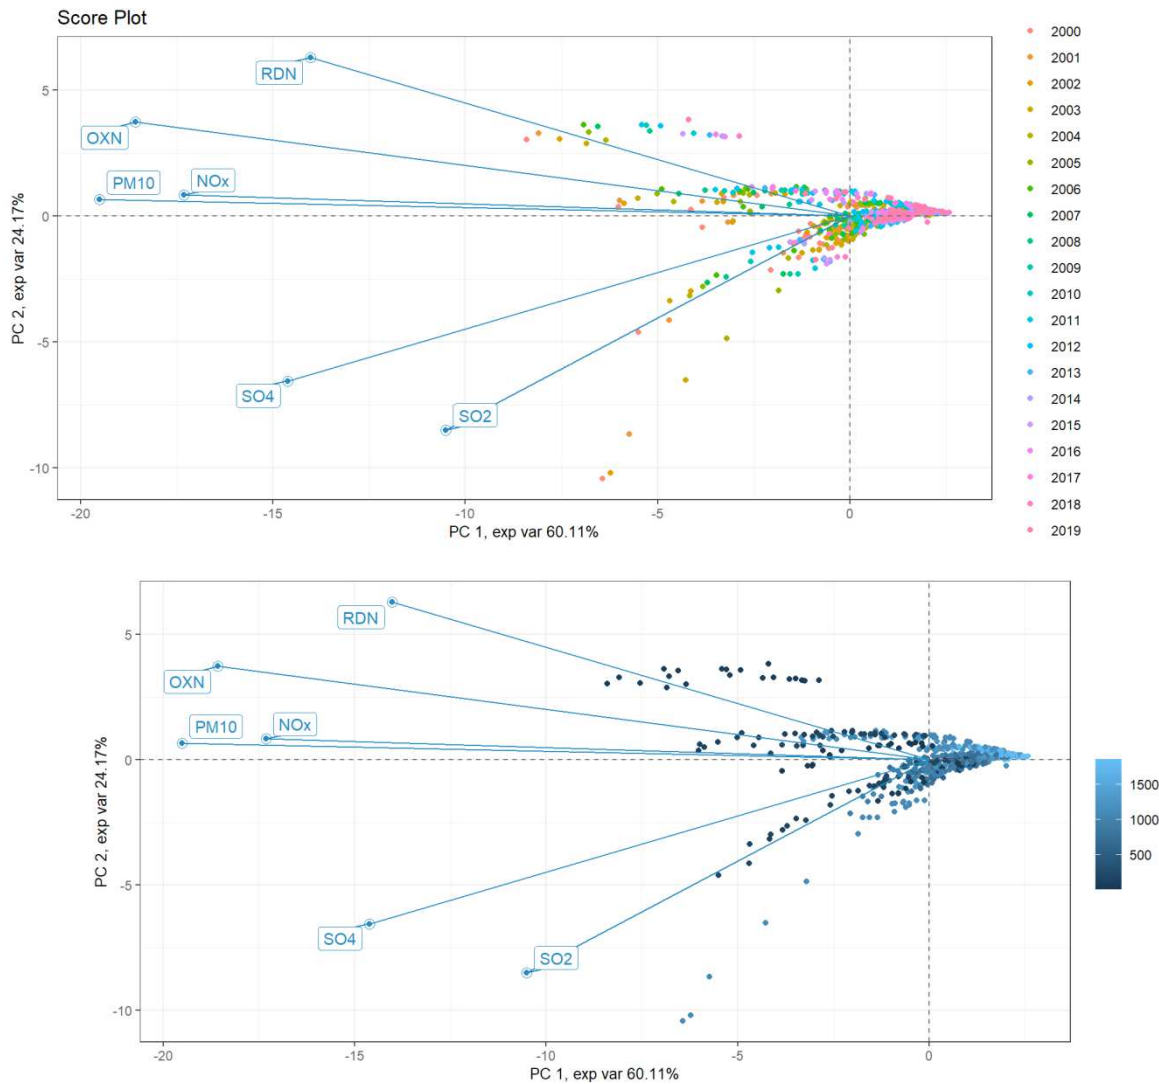 Score Plot
RDN
OXN
PM10
NOx
SO4
SO2
5
0
-5
-10
-20
-15
-10
-5
0
PC 2, exp var 24.17%
PC 1, exp var 60.11%
2000
2001
2002
2003
2004
2005
2006
2007
2008
2009
2010
2011
2012
2013
2014
2015
2016
2017
2018
2019
RDN
OXN
PM10
NOx
SO4
SO2
5
0
-5
-10
-20
-15
-10
-5
0
PC 2, exp var 24.17%
PC 1, exp var 60.11%
1500
1000
500